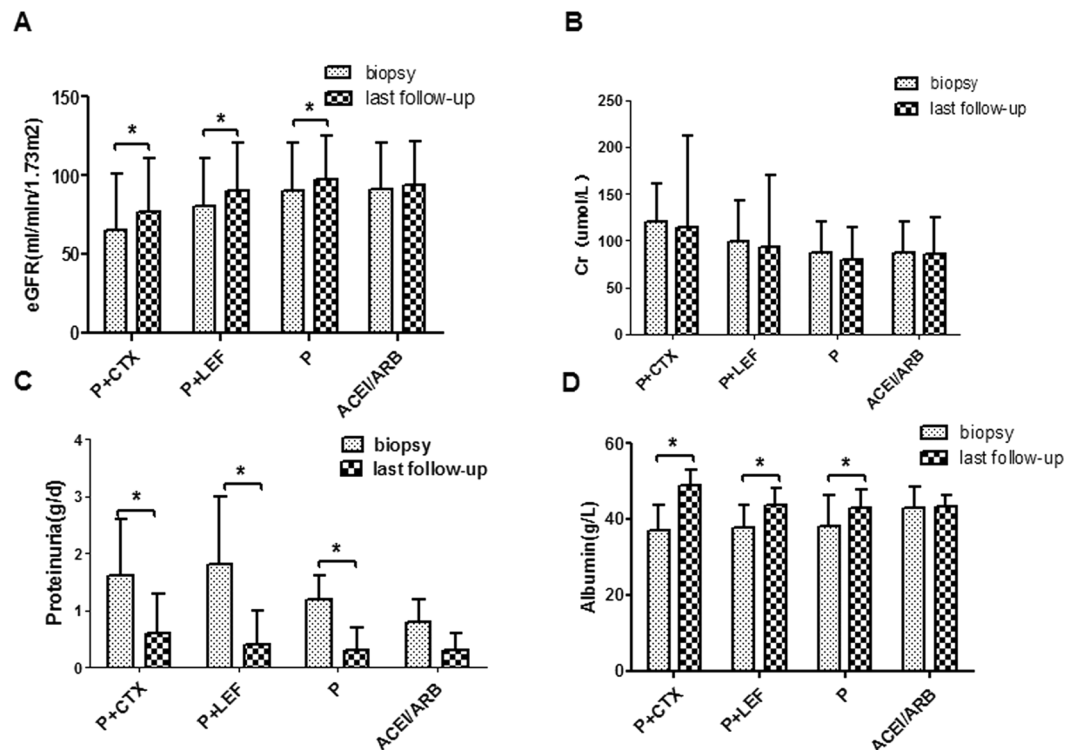 A
biopsy
last follow-up
150
100
50
0
eGFR(ml/mln/1.73m2)
*
*
*
P+CTX
P+LEF
P
ACEI/ARB
B
biopsy
last follow-up
250
200
150
100
50
0
Cr (umol/L)
P+CTX
P+LEF
P
ACEI/ARB
C
biopsy
last follow-up
4
3
2
1
0
Proteinuria(g/d)
*
*
*
P+CTX
P+LEF
P
ACEI/ARB
D
biopsy
last follow-up
60
40
20
0
Albumin(g/L)
*
*
*
P+CTX
P+LEF
P
ACEI/ARB